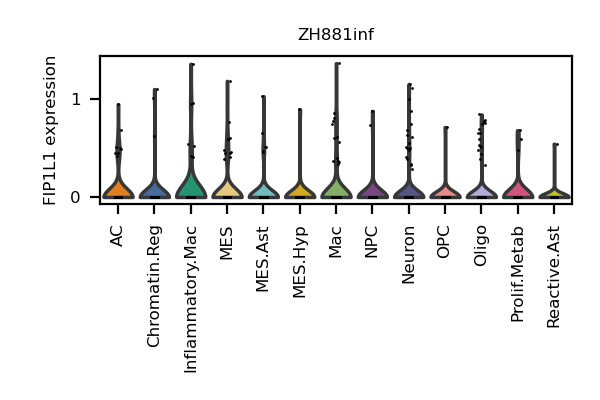 ZH881inf
FIP1L1 expression
1
0
AC
Chromatin.Reg
Inflammatory.Mac
MES
MES.Ast
MES.Hyp
Mac
NPC
Neuron
OPC
Oligo
Prolif.Metab
Reactive.Ast